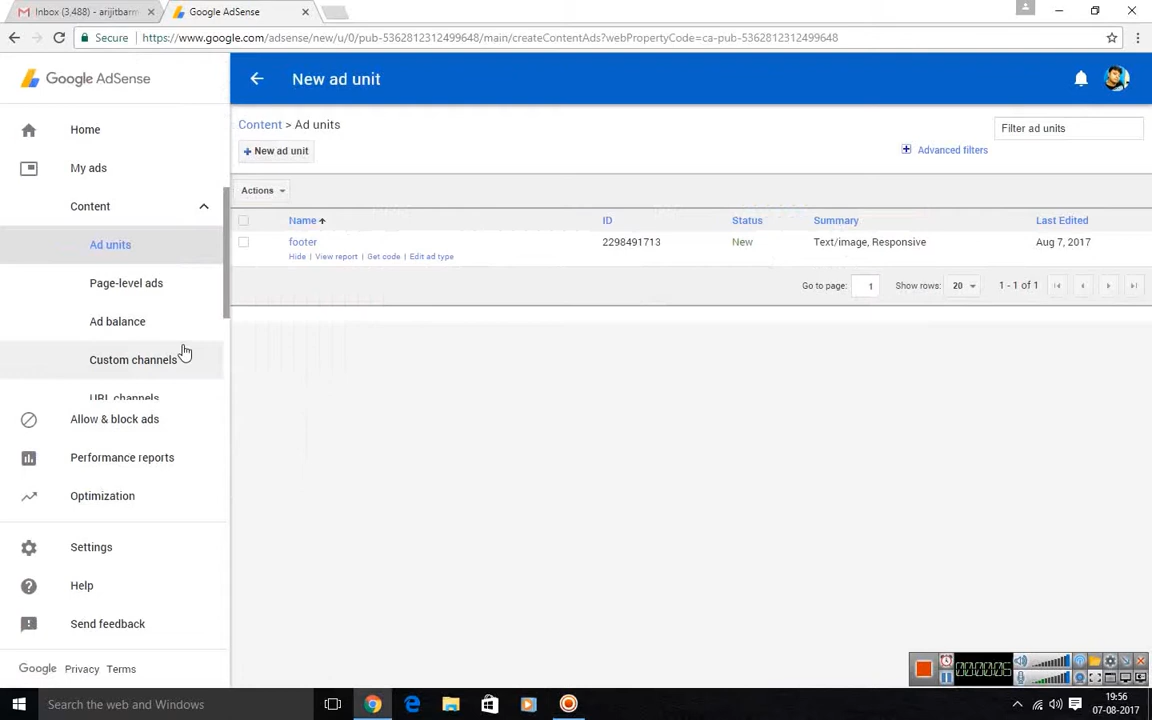 Inbox (3,488) - arijitbarm
Google AdSense
Secure
https://www.google.com/adsense/new/u/0/pub-5362812312499648/main/createContentAds?webPropertyCode=ca-pub-5362812312499648
Google AdSense
New ad unit
Home
My ads
Content
Ad units
Page-level ads
Ad balance
Custom channels
URL channels
Allow & block ads
Performance reports
Optimization
Settings
Help
Send feedback
Google Privacy Terms
Content > Ad units
Filter ad units
+ New ad unit
Advanced filters
Actions
Name ID Status Summary Last Edited
footer 2298491713 New Text/image, Responsive Aug 7, 2017
Hide | View report | Get code | Edit ad type
Go to page: 1 Show rows: 20 1 - 1 of 1
Search the web and Windows
19:56
07-08-2017